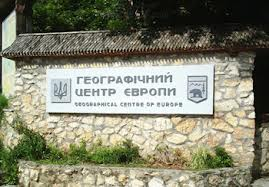 ГЕОГРАФІЧНИЙ
ЦЕНТР ЄВРОПИ
GEOGRAPHICAL CENTRE OF EUROPE